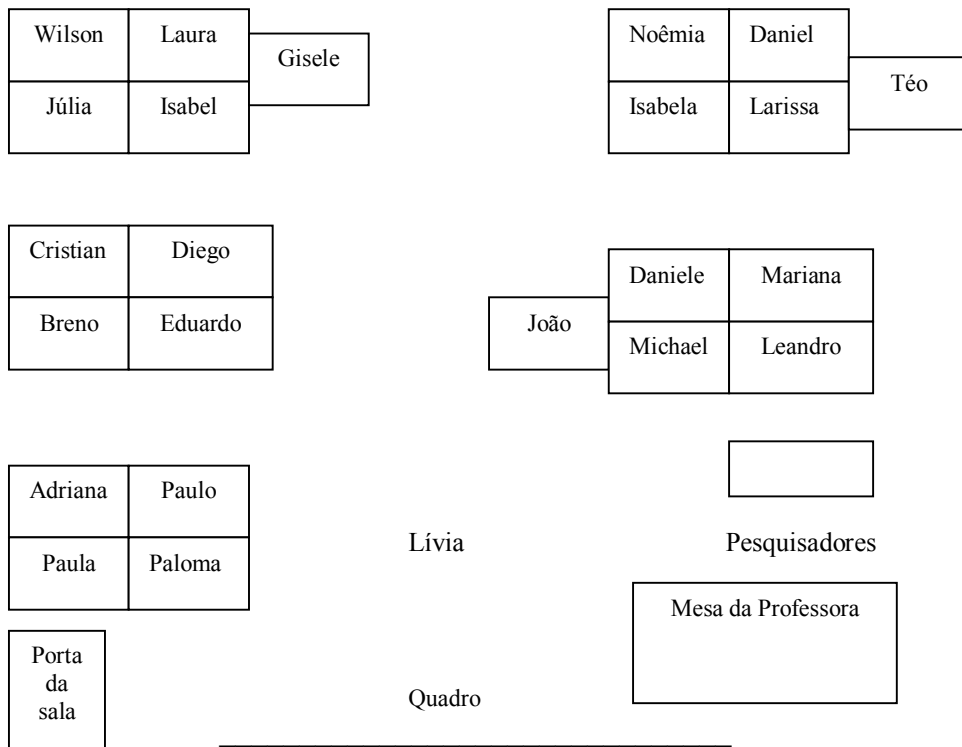 Wilson Laura Gisele Noêmia Daniel Téo
Júlia Isabel Isabela Larissa
Cristian Diego Daniele Mariana
Breno Eduardo João Michael Leandro
Adriana Paulo
Paula Paloma Lívia Pesquisadores
Mesa da Professora
Porta
da
sala
Quadro